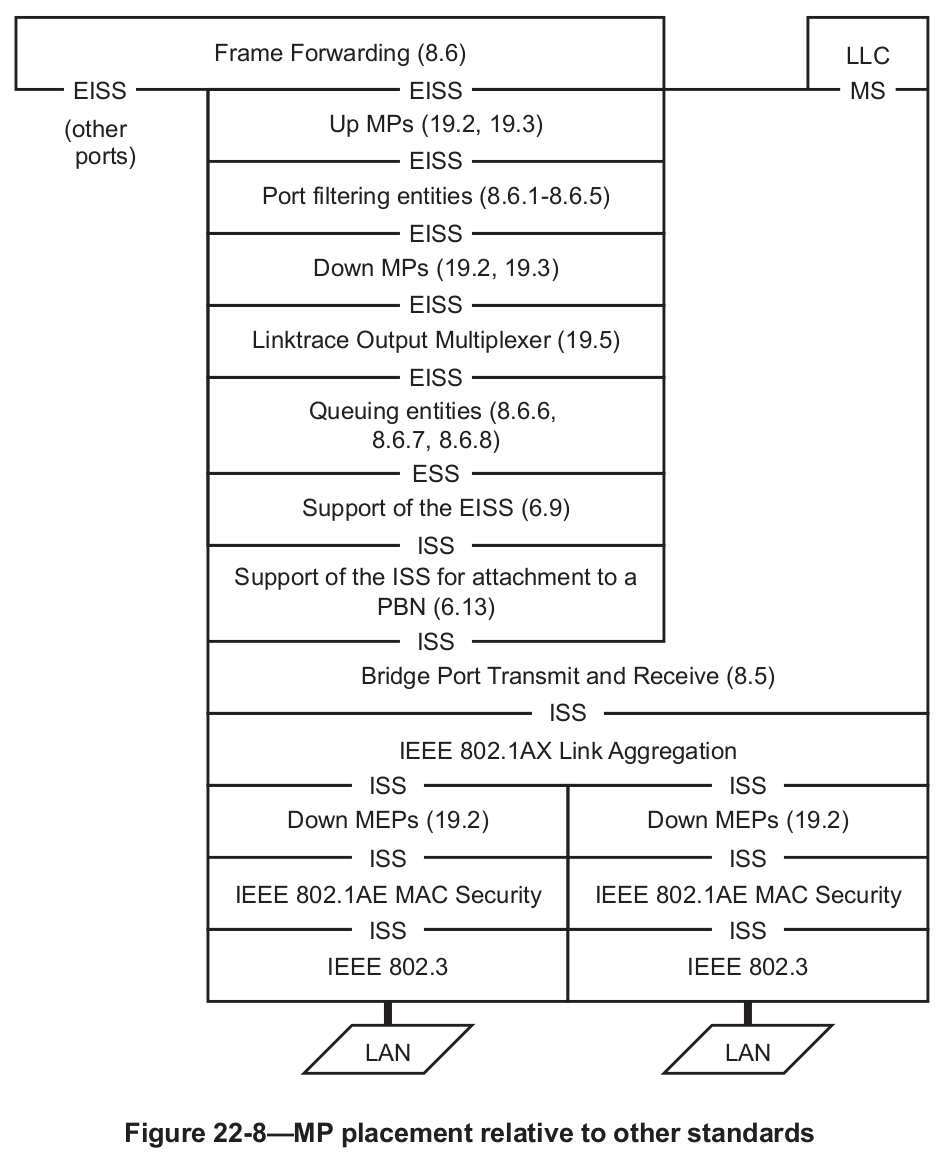 Frame Forwarding (8.6)
LLC
EISS
EISS
MS
(other
ports)
Up MPs (19.2, 19.3)
EISS
Port filtering entities (8.6.1-8.6.5)
EISS
Down MPs (19.2, 19.3)
EISS
Linktrace Output Multiplexer (19.5)
EISS
Queuing entities (8.6.6,
8.6.7, 8.6.8)
ESS
Support of the EISS (6.9)
ISS
Support of the ISS for attachment to a
PBN (6.13)
ISS
Bridge Port Transmit and Receive (8.5)
ISS
IEEE 802.1AX Link Aggregation
ISS
ISS
Down MEPs (19.2)
Down MEPs (19.2)
ISS
ISS
IEEE 802.1AE MAC Security
IEEE 802.1AE MAC Security
ISS
ISS
IEEE 802.3
IEEE 802.3
LAN
LAN
Figure 22-8—MP placement relative to other standards